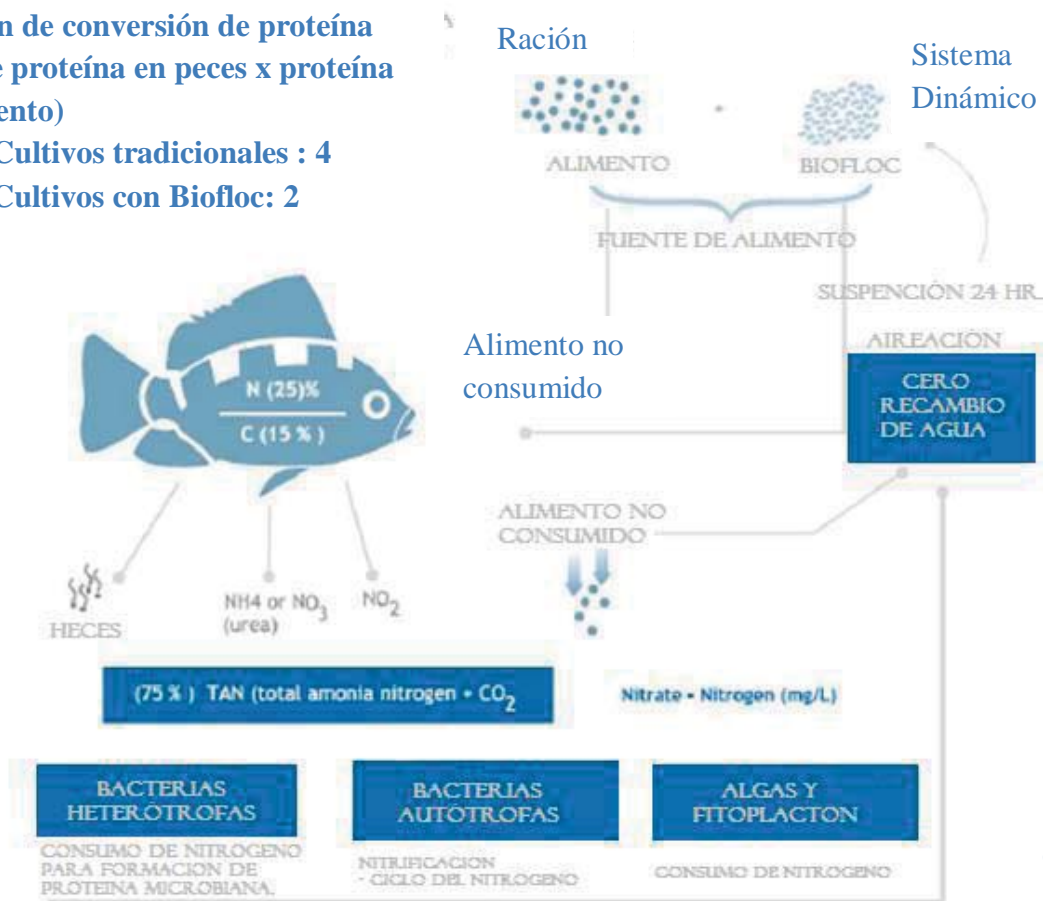 n de conversión de proteína
e proteína en peces x proteína
ento)
Cultivos tradicionales : 4
Cultivos con Biofloc: 2
Ración
Sistema
Dinámico
ALIMENTO
BIOFLOC
FUENTE DE ALIMENTO
SUSPENCIÓN 24 HR.
AIREACIÓN
CERO
RECAMBIO
DE AGUA
Alimento no
consumido
N (25)%
C (15 %)
ALIMENTO NO
CONSUMIDO
HECES
NH4 or NO3
(urea)
NO2
(75 %) TAN (total amonia nitrogen + CO2
Nitrate - Nitrogen (mg/L)
BACTERIAS
HETERÓTROFAS
CONSUMO DE NITROGENO
PARA FORMACION DE
PROTEINA MICROBIANA.
BACTERIAS
AUTÓTROFAS
NITRIFICACION
- CICLO DEL NITROGENO
ALGAS Y
FITOPLACTON
CONSUMO DE NITROGENO